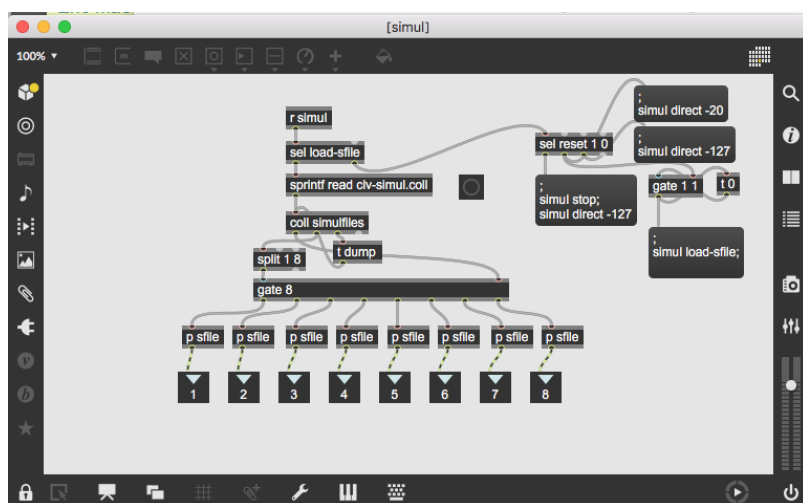 [simul]
100%
r simul
sel load-sfile
sprintf read clv-simul.coll
coll simulfiles
split 1 8
t dump
gate 8
p sfile
p sfile
p sfile
p sfile
p sfile
p sfile
p sfile
p sfile
1
2
3
4
5
6
7
8
sel reset 1 0
;
simul direct -20
;
simul direct -127
;
simul stop;
simul direct -127
gate 1 1
t 0
;
simul load-sfile;